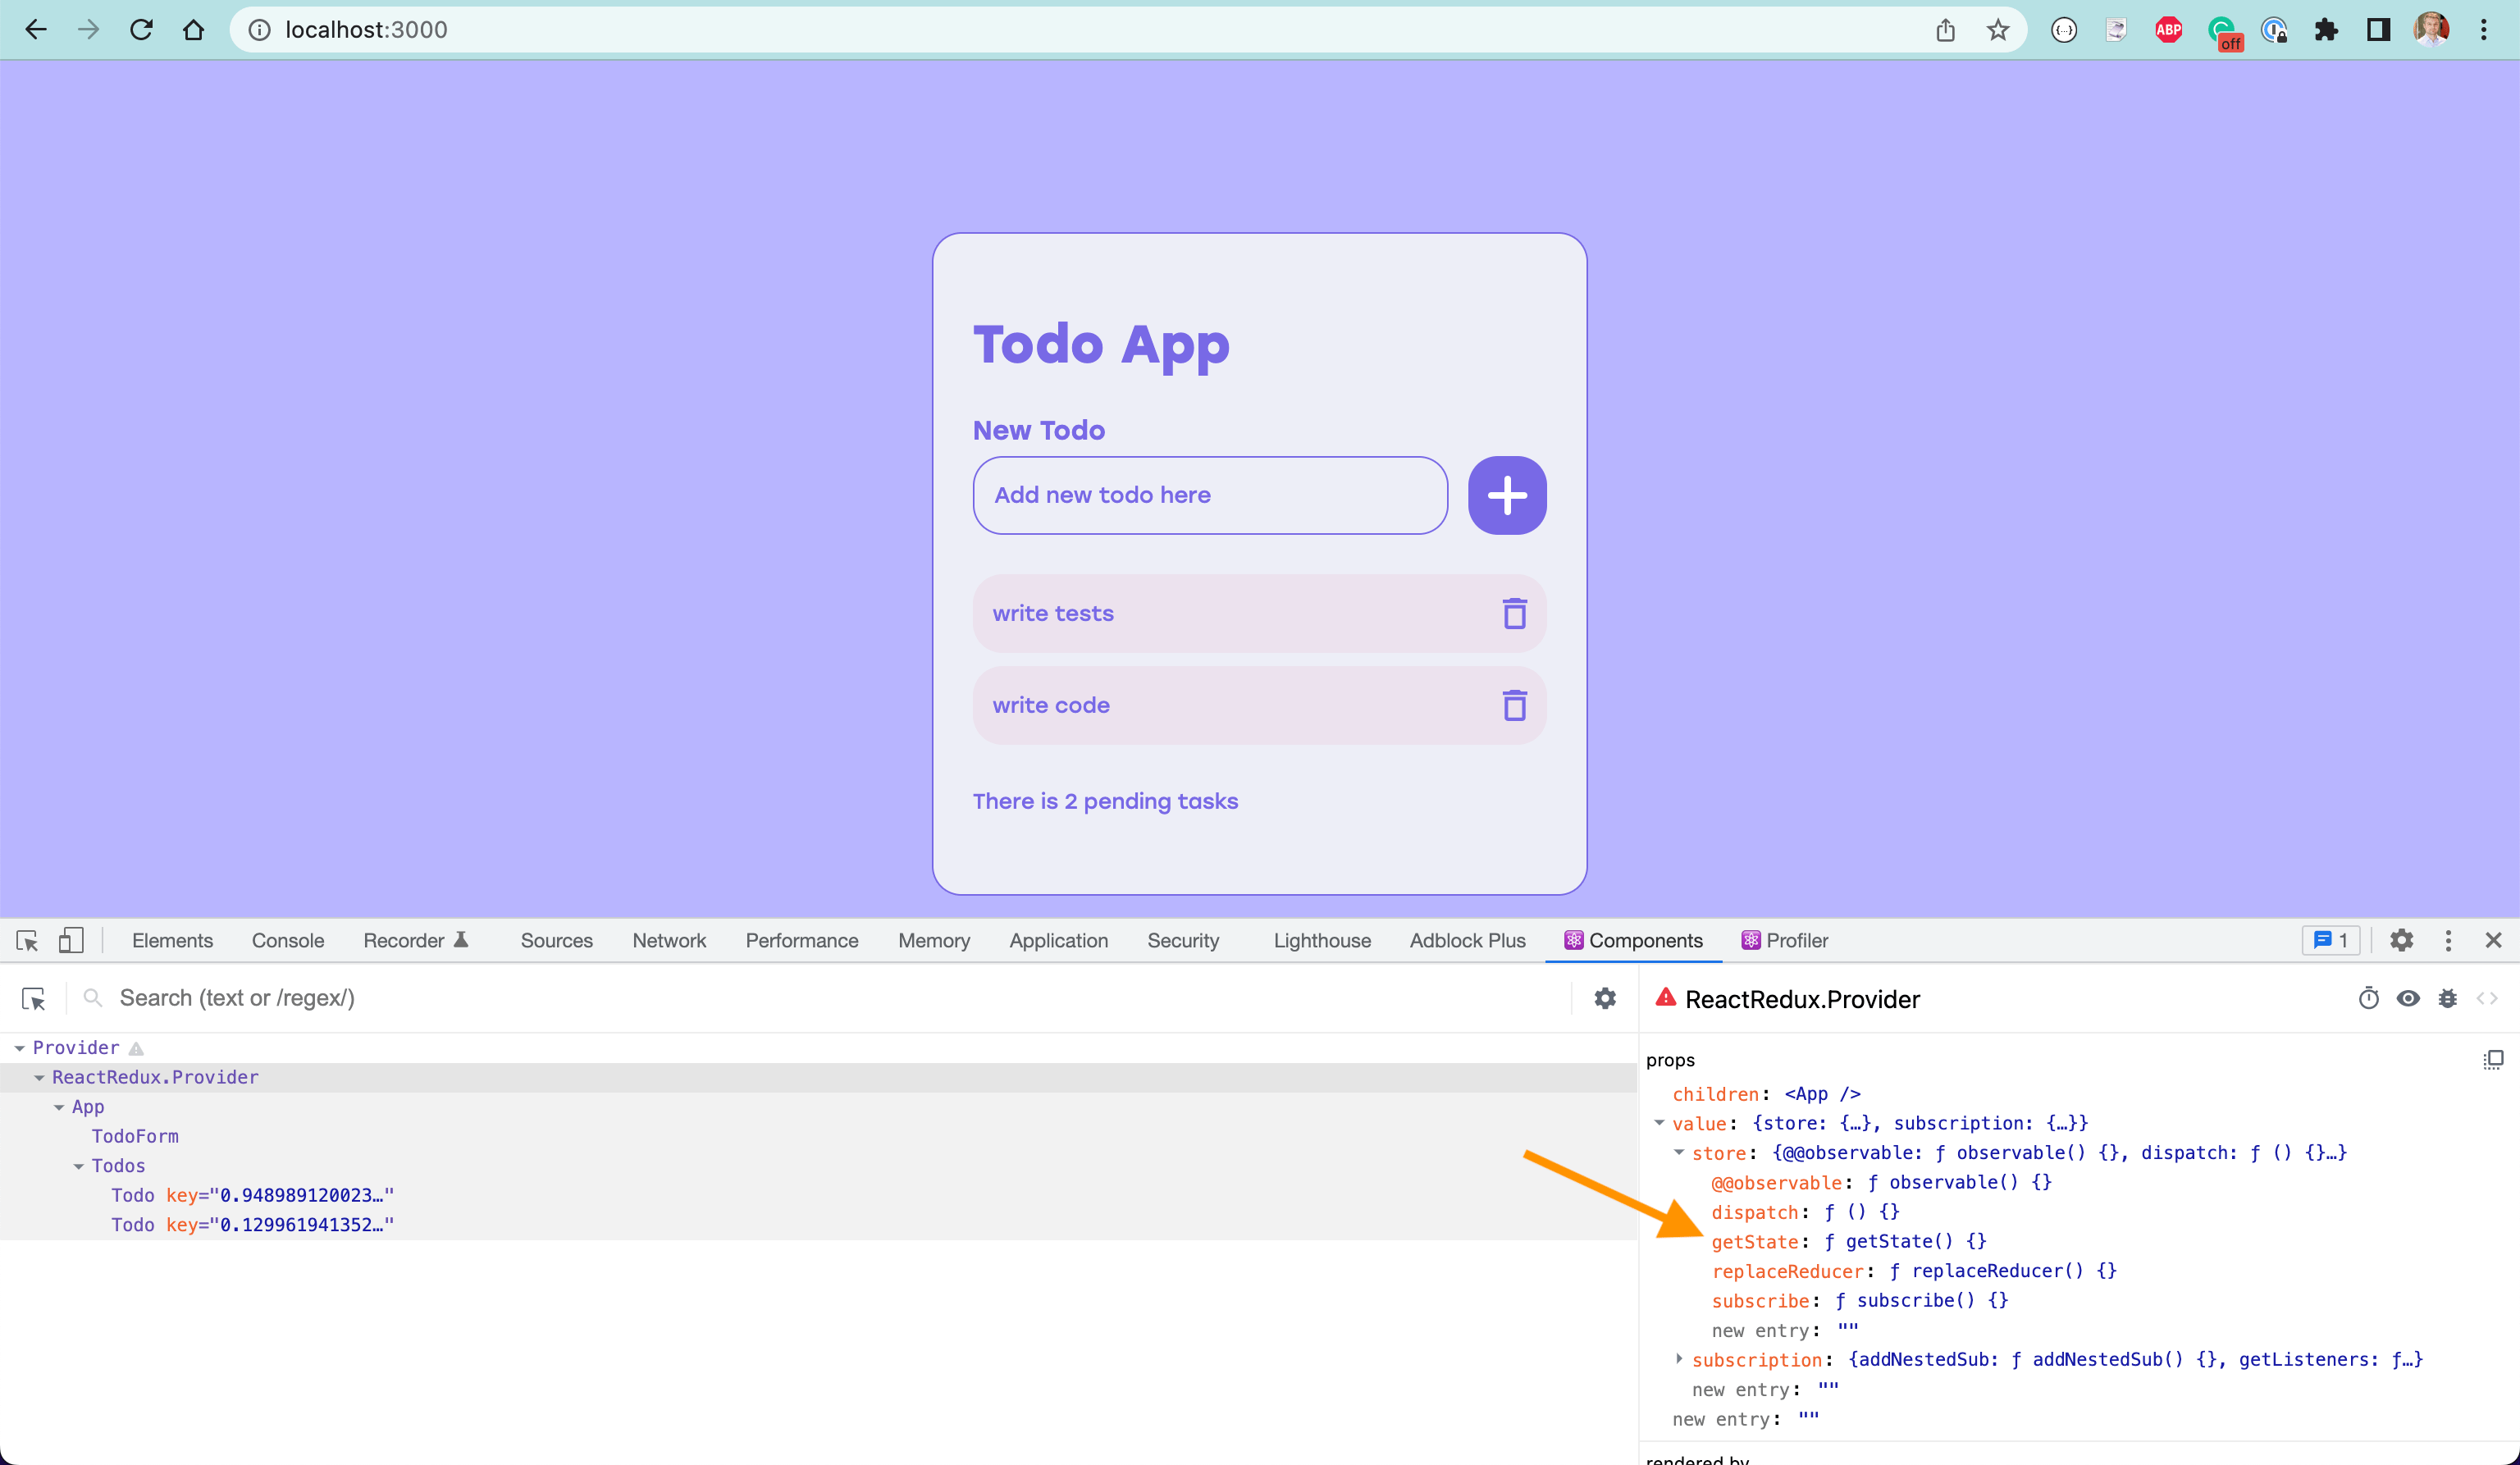 localhost:3000
ABP
off
Todo App
New Todo
Add new todo here
write tests
write code
There is 2 pending tasks
Elements Console Recorder Sources Network Performance Memory Application Security Lighthouse Adblock Plus Components Profiler 1
Search (text or /regex/)
ReactRedux.Provider
Provider
ReactRedux.Provider
App
TodoForm
Todos
Todo key="0.948989120023…"
Todo key="0.129961941352…"
props
children: <App />
value: {store: {…}, subscription: {…}}
store: {@@observable: ƒ observable() {}, dispatch: ƒ () {}…}
@@observable: ƒ observable() {}
dispatch: ƒ () {}
getState: ƒ getState() {}
replaceReducer: ƒ replaceReducer() {}
subscribe: ƒ subscribe() {}
new entry: ""
subscription: {addNestedSub: ƒ addNestedSub() {}, getListeners: ƒ…}
new entry: ""
new entry: ""
rendered by